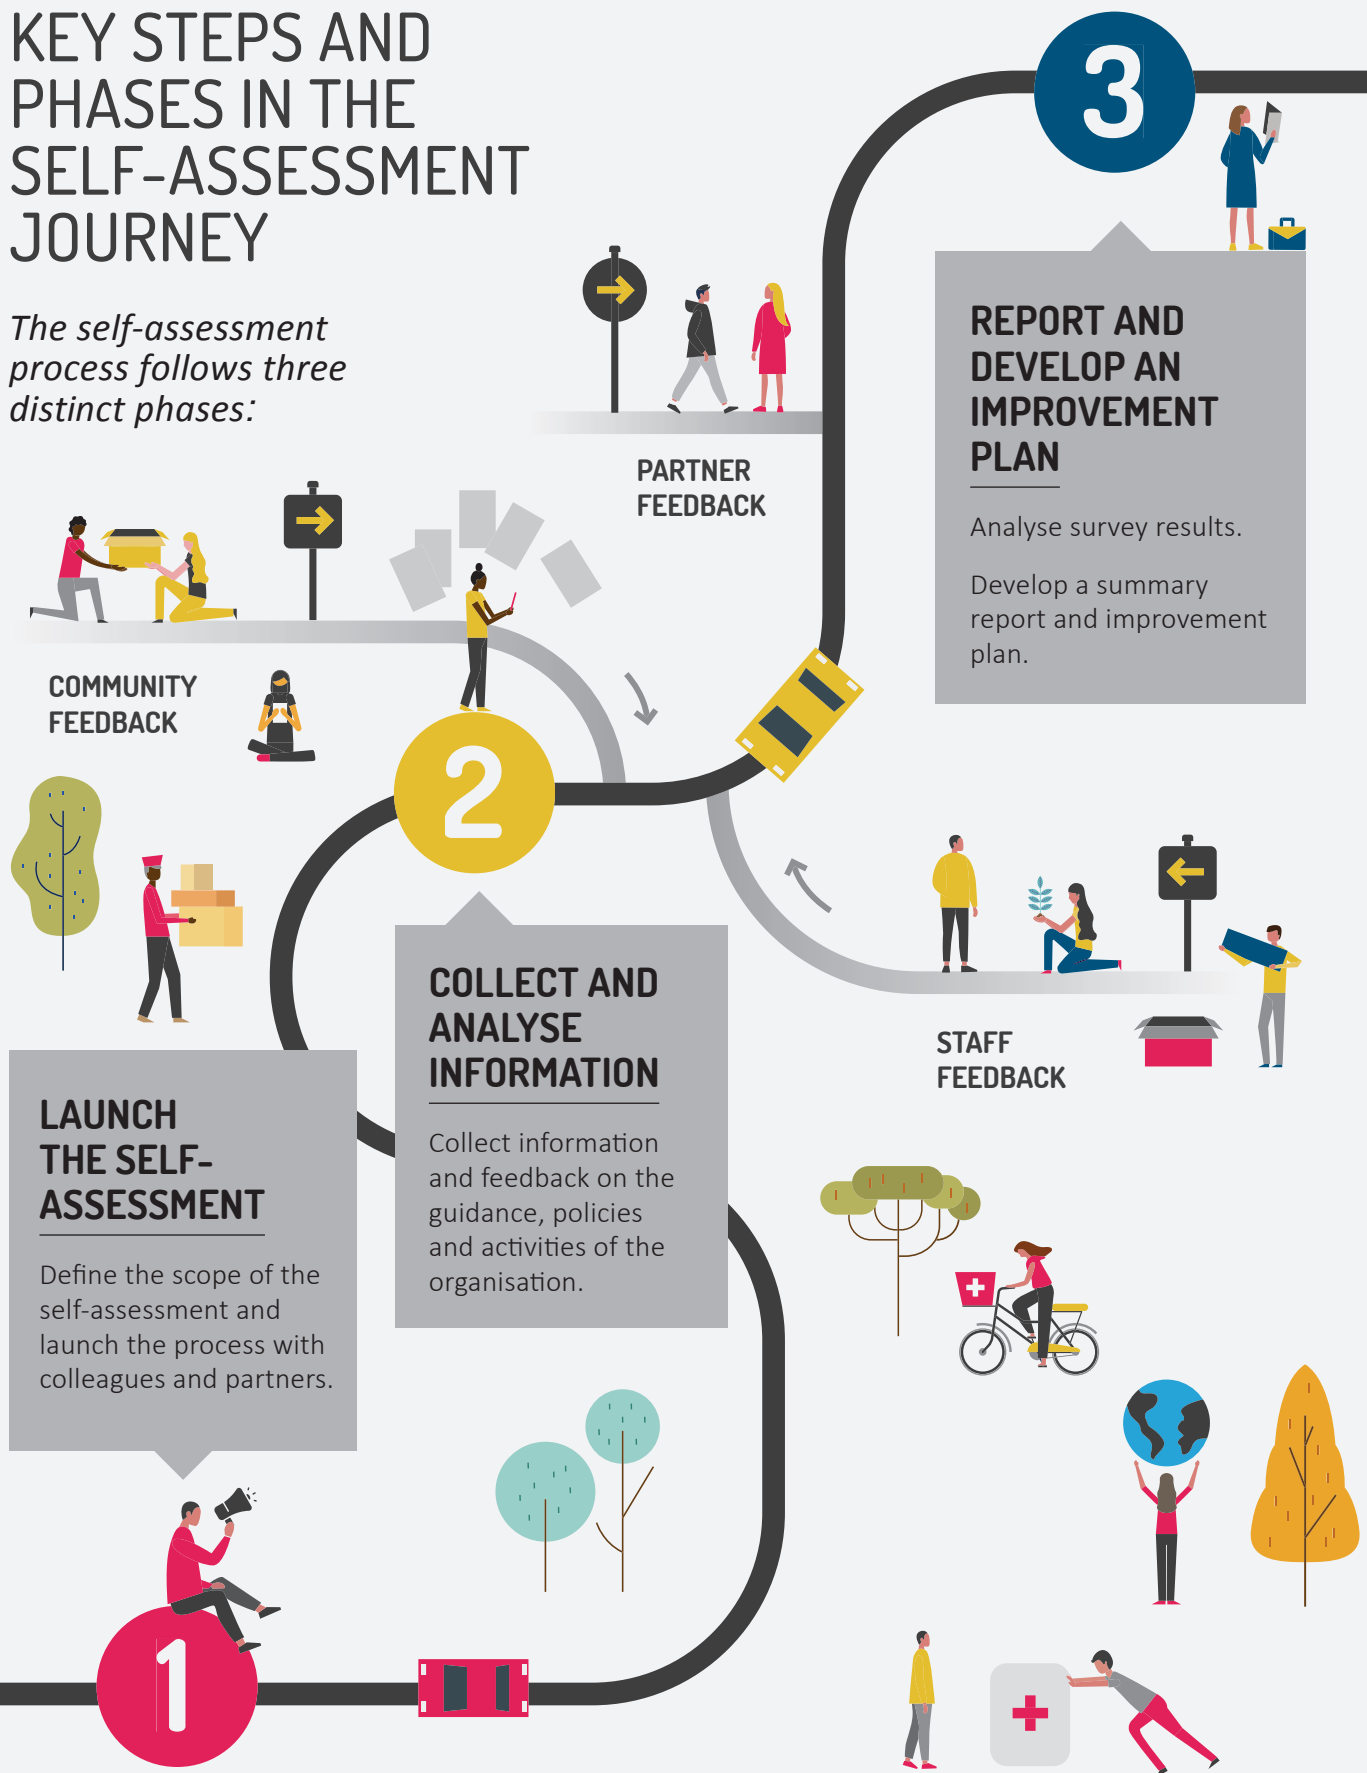 KEY STEPS AND
PHASES IN THE
SELF-ASSESSMENT
JOURNEY
The self-assessment
process follows three
distinct phases:
3
REPORT AND
DEVELOP AN
IMPROVEMENT
PLAN
Analyse survey results.
Develop a summary
report and improvement
plan.
PARTNER
FEEDBACK
COMMUNITY
FEEDBACK
2
COLLECT AND
ANALYSE
INFORMATION
Collect information
and feedback on the
guidance, policies
and activities of the
organisation.
STAFF
FEEDBACK
LAUNCH
THE SELF-
ASSESSMENT
Define the scope of the
self-assessment and
launch the process with
colleagues and partners.
1